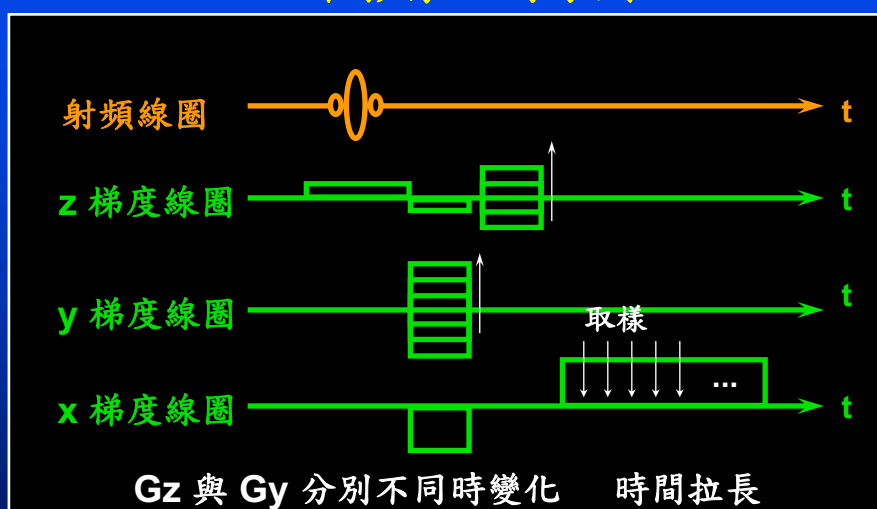 射頻線圈 t
z 梯度線圈 t
y 梯度線圈 t
取樣
...
x 梯度線圈 t
Gz 與 Gy 分別不同時變化 時間拉長